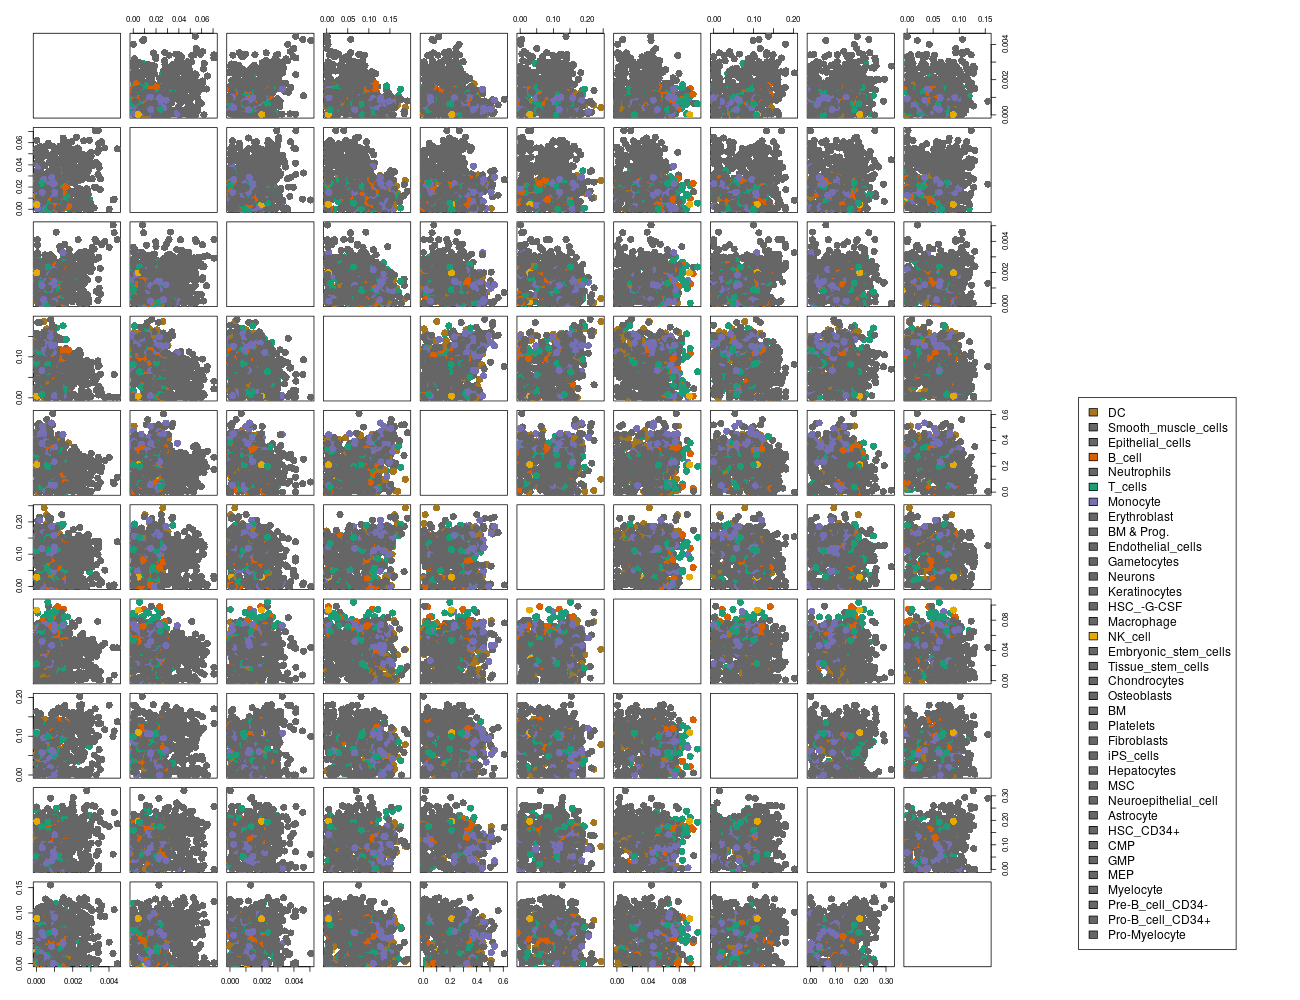 0.00 0.02 0.04 0.06
0.00 0.05 0.10 0.15
0.00 0.10 0.20
0.00 0.10 0.20
0.00 0.05 0.10 0.15
0.000 0.002 0.004
0.00 0.02 0.04 0.06
0.000 0.002 0.004
0.00 0.10
0.0 0.2 0.4 0.6
0.00 0.10 0.20
0.00 0.04 0.08
0.00 0.10 0.20
0.00 0.10 0.20 0.30
0.00 0.05 0.10 0.15
0.000 0.002 0.004
0.000 0.002 0.004
0.0 0.2 0.4 0.6
0.00 0.04 0.08
0.00 0.10 0.20 0.30
DC
Smooth_muscle_cells
Epithelial_cells
B_cell
Neutrophils
T_cells
Monocyte
Erythroblast
BM & Prog.
Endothelial_cells
Gametocytes
Neurons
Keratinocytes
HSC_-G-CSF
Macrophage
NK_cell
Embryonic_stem_cells
Tissue_stem_cells
Chondrocytes
Osteoblasts
BM
Platelets
Fibroblasts
iPS_cells
Hepatocytes
MSC
Neuroepithelial_cell
Astrocyte
HSC_CD34+
CMP
GMP
MEP
Myelocyte
Pre-B_cell_CD34-
Pro-B_cell_CD34+
Pro-Myelocyte